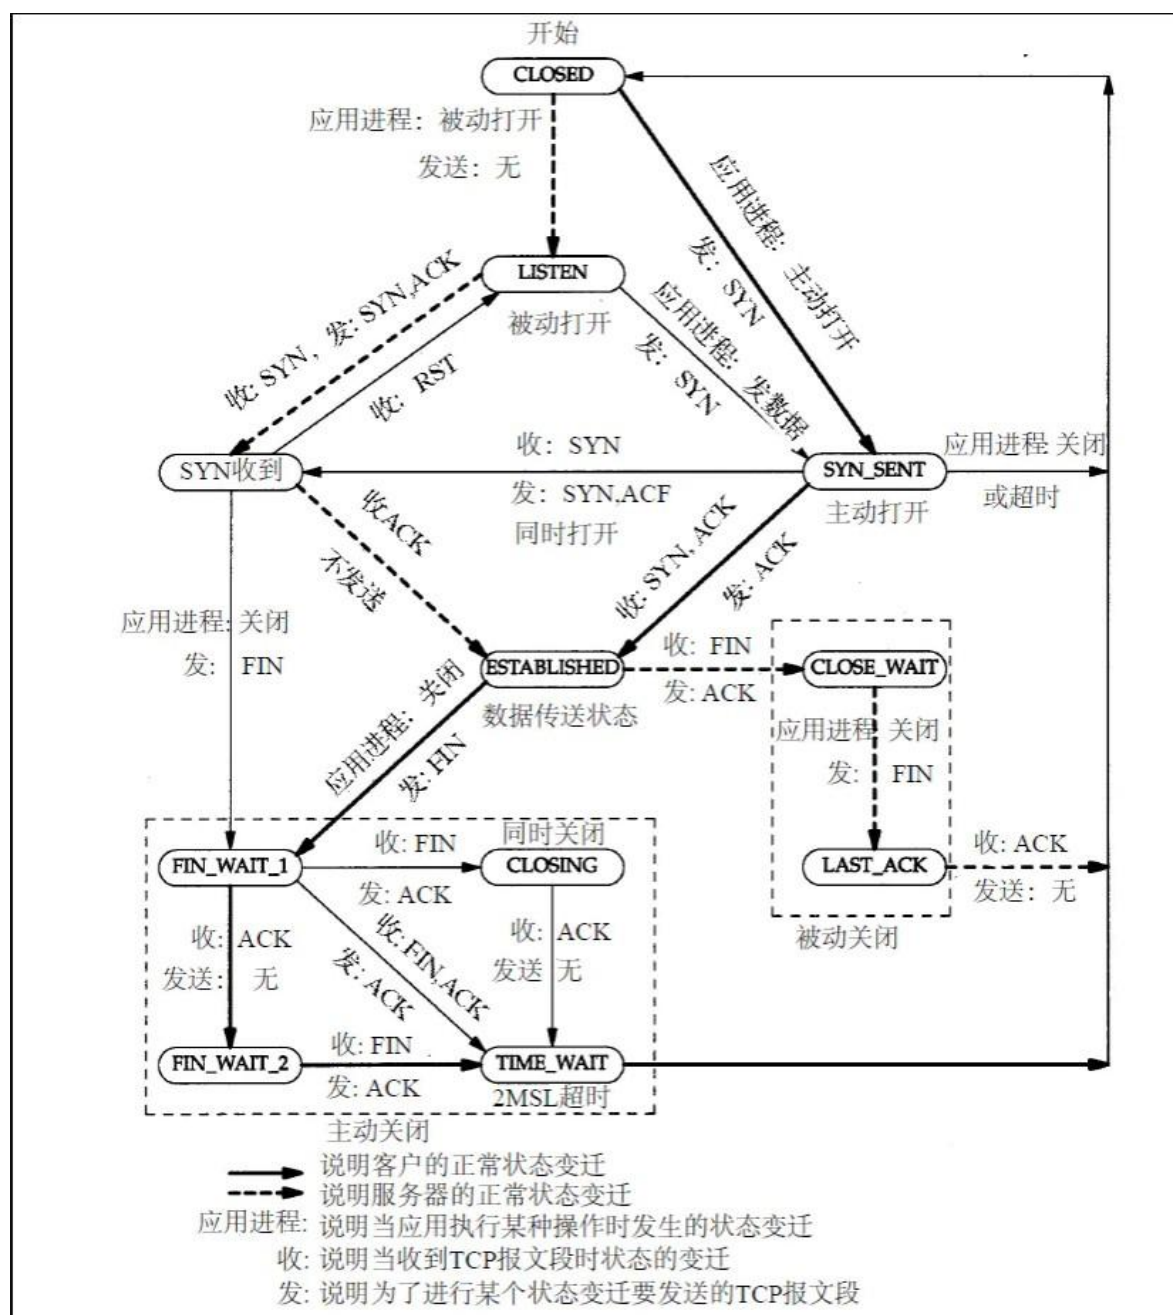 开始
CLOSED
应用进程：被动打开
发送：无
应用进程：主动打开
发：SYN
LISTEN
被动打开
收: SYN，发: SYN,ACK
收：RST
应用进程：发数据
发：SYN
SYN收到
收：SYN
发：SYN,ACF
同时打开
SYN_SENT
主动打开
应用进程:关闭
或超时
收ACK
不发送
收: SYN, ACK
发: ACK
应用进程:关闭
发: FIN
ESTABLISHED
数据传送状态
收: FIN
发: ACK
CLOSE_WAIT
应用进程 关闭
发: FIN
应用进程：关闭
发: FIN
LAST_ACK
收: ACK
发送：无
被动关闭
同时关闭
FIN_WAIT_1
收: FIN
发: ACK
CLOSING
收: ACK
发送: 无
收: FIN,ACK
发: ACK
收: ACK
发送 无
FIN_WAIT_2
收: FIN
发: ACK
TIME_WAIT
2MSL超时
主动关闭
说明客户的正常状态变迁
说明服务器的正常状态变迁
应用进程: 说明当应用执行某种操作时发生的状态变迁
收: 说明当收到TCP报文段时状态的变迁
发: 说明为了进行某个状态变迁要发送的TCP报文段